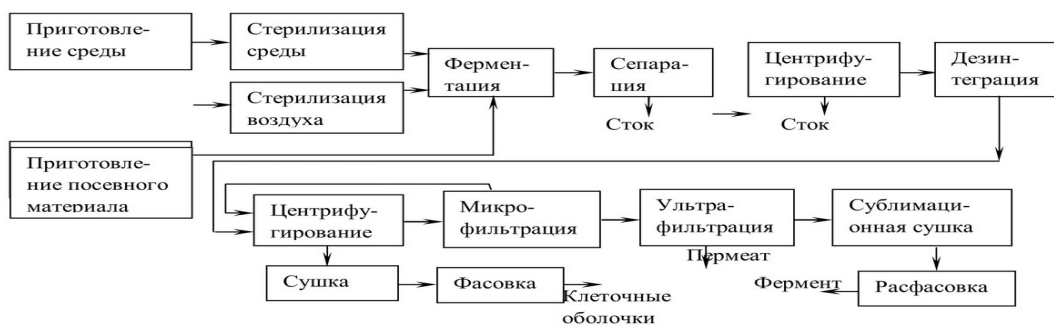 Приготовле-
ние среды
Стерилизация
среды
Фермен-
тация
Сепара-
ция
Центрифу-
гирование
Дезин-
теграция
Стерилизация
воздуха
Сток
Сток
Приготовле-
ние посевного
материала
Центрифу-
гирование
Микро-
фильтрация
Ультра-
фильтрация
Сублимаци-
онная сушка
Пермеат
Сушка
Фасовка
Клеточные
оболочки
Фермент
Расфасовка